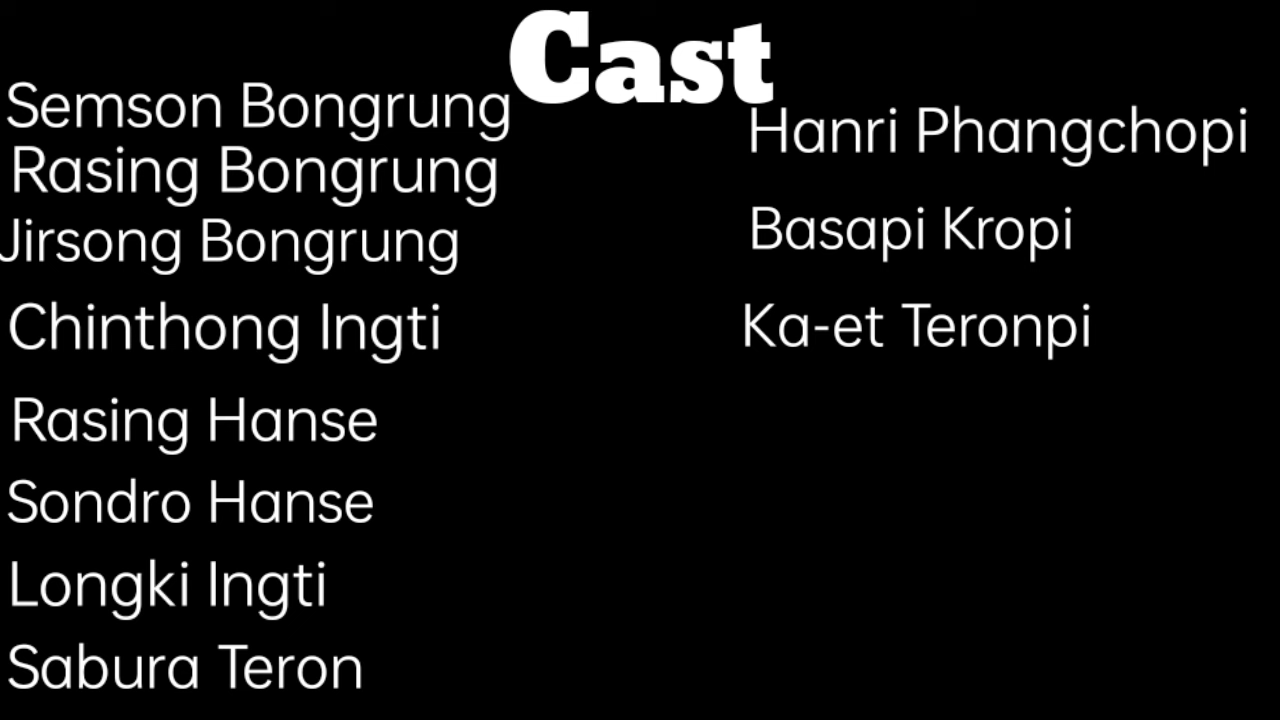 Cast
Semson Bongrung
Rasing Bongrung
Jirsong Bongrung
Chinthong Ingti
Rasing Hanse
Sondro Hanse
Longki Ingti
Sabura Teron
Hanri Phangchopi
Basapi Kropi
Ka-et Teronpi